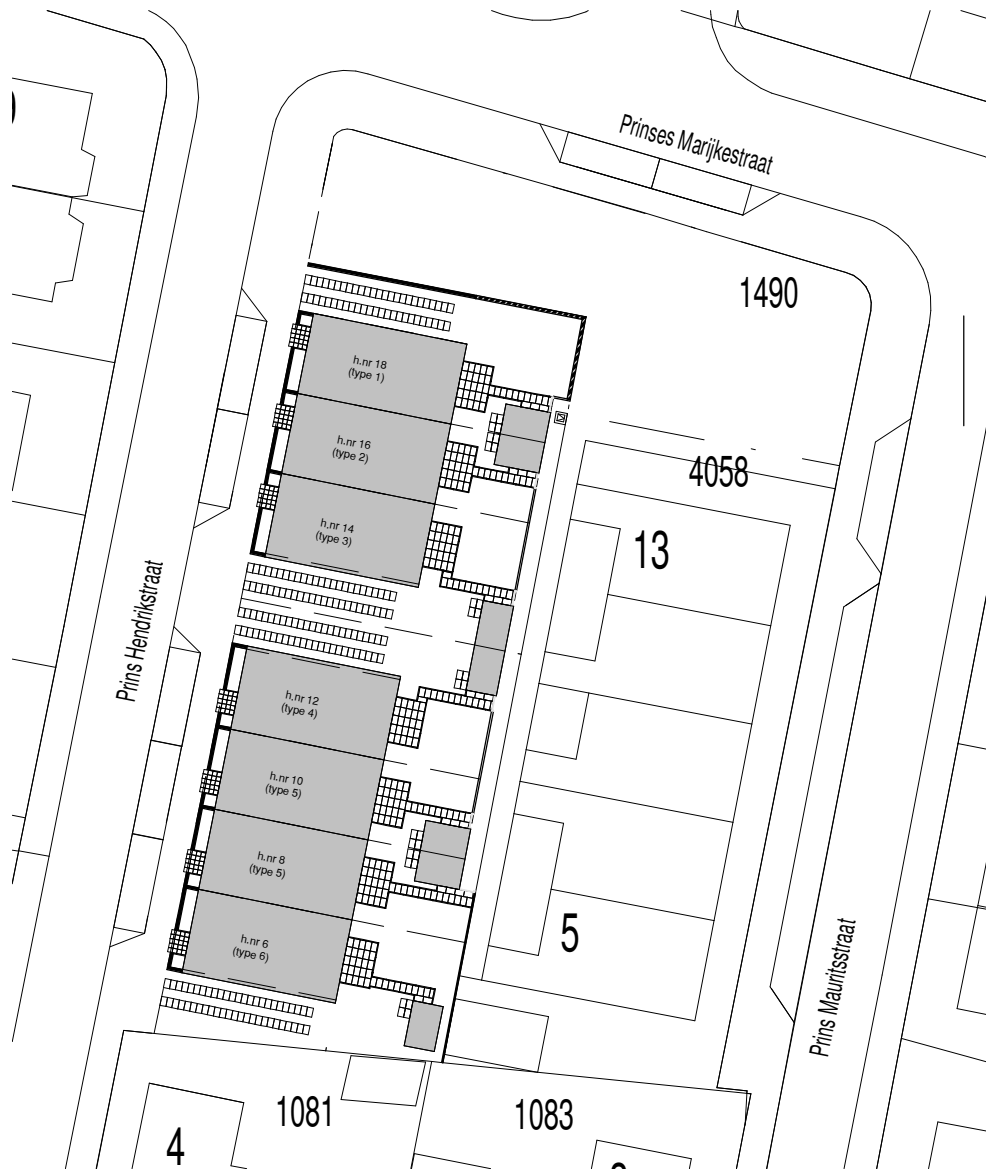 Prinses Marijkestraat
1490
h.nr 18
(type 1)
h.nr 16
(type 2)
4058
h.nr 14
(type 3)
13
Prins Hendrikstraat
h.nr 12
(type 4)
h.nr 10
(type 5)
h.nr 8
(type 5)
5
h.nr 6
(type 6)
Prins Mauritsstraat
1081
1083
4